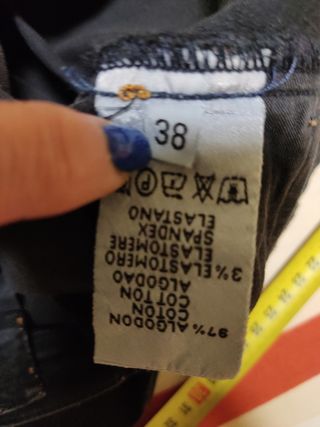 38
97% ALGODON
COTON
COTTON
ALGODAO
3% ELASTOMERO
ELASTOMERE
SPANDEX
ELASTANO